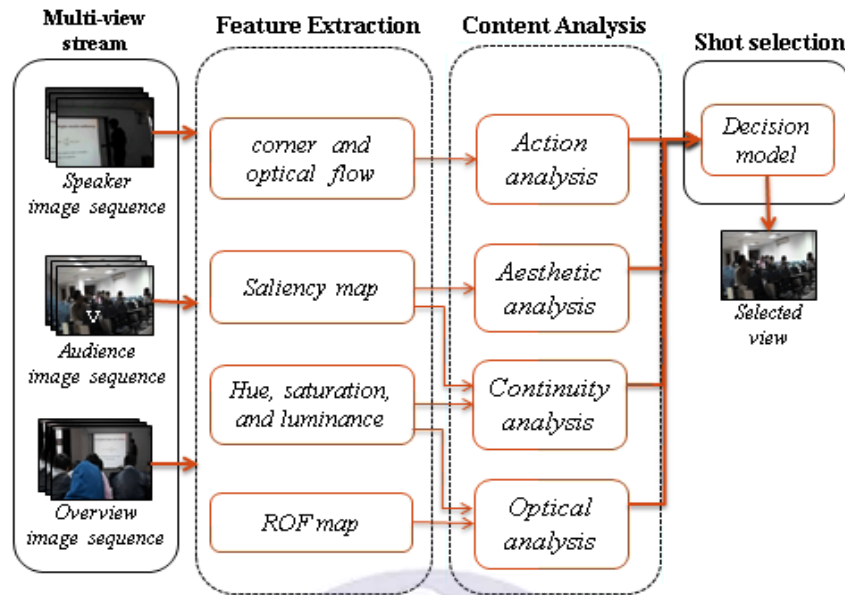 Multi-view
stream
Feature Extraction
Content Analysis
Shot selection
Speaker
image sequence
V
Audience
image sequence
Overview
image sequence
corner and
optical flow
Saliency map
Hue, saturation,
and luminance
ROF map
Action
analysis
Aesthetic
analysis
Continuity
analysis
Optical
analysis
Decision
model
Selected
view